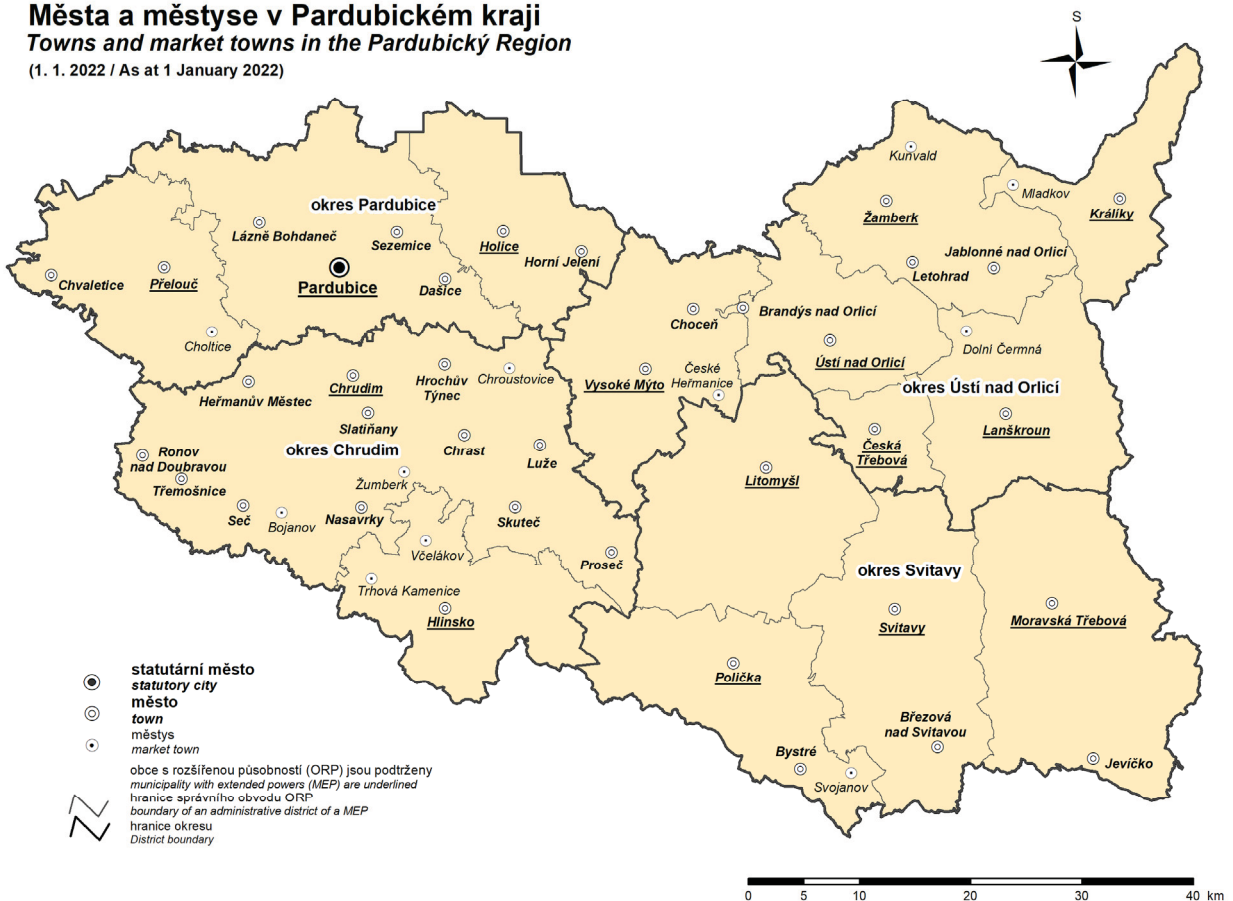 Města a městyse v Pardubickém kraji
Towns and market towns in the Pardubický Region
(1. 1. 2022 / As at 1 January 2022)
S
Kunvald
Mladkov
Žamberk
Králíky
okres Pardubice
Lázně Bohdaneč
Sezemice
Holice
Horní Jelení
Jablonné nad Orlicí
Letohrad
Chvaletice
Přelouč
Pardubice
Dašice
Choceň
Brandýs nad Orlicí
Choltice
Ústí nad Orlicí
Dolní Čermná
Heřmanův Městec
Chrudim
Hrochův
Týnec
Chroustovice
Vysoké Mýto
České
Heřmanice
okres Ústí nad Orlicí
Slatiňany
Lanškroun
okres Chrudim
Chrast
Luže
Česká
Třebová
Ronov
nad Doubravou
Třemošnice
Žumberk
Litomyšl
Seč
Bojanov
Nasavrky
Skuteč
Včelákov
Proseč
okres Svitavy
Trhová Kamenice
Hlinsko
Svitavy
Moravská Třebová
Polička
Březová
nad Svitavou
Bystré
Svojanov
Jevíčko
statutární město
statutory city
město
town
městys
market town
obce s rozšířenou působností (ORP) jsou podtrženy
municipality with extended powers (MEP) are underlined
hranice správního obvodu ORP
boundary of an administrative district of a MEP
hranice okresu
District boundary
0 5 10 20 30 40 km